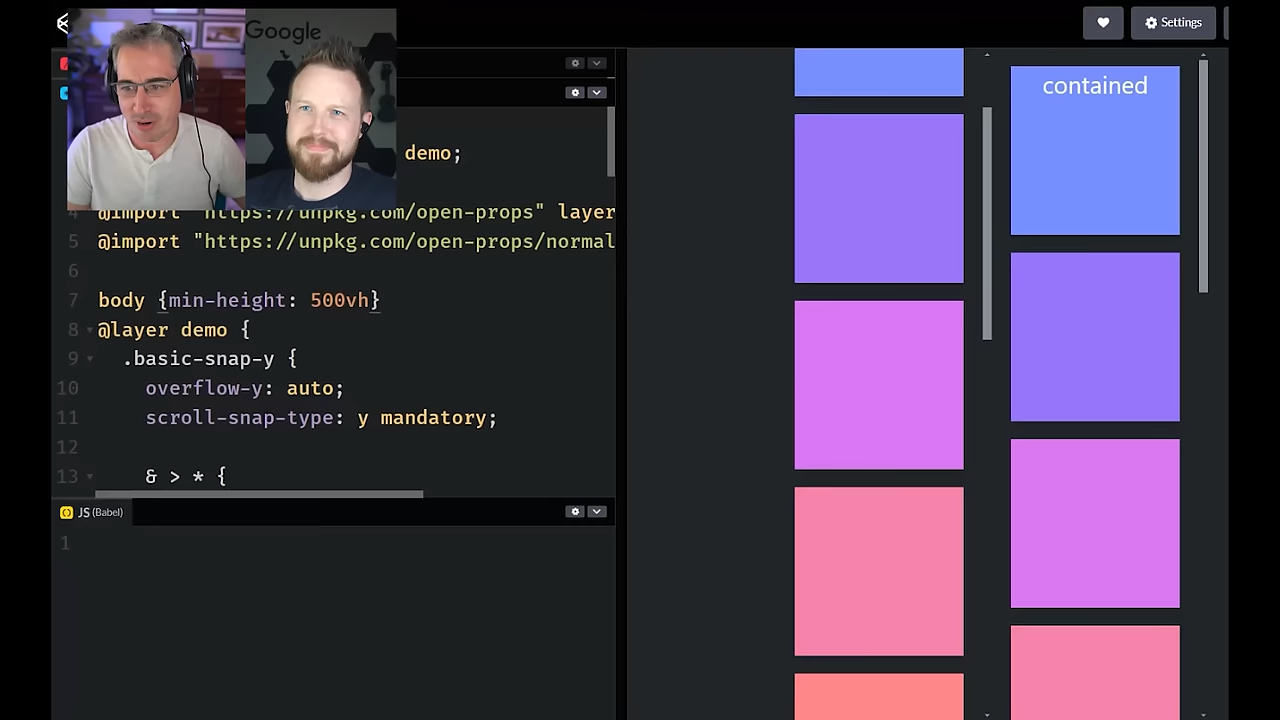 Google
Settings
contained
demo;
4 @import "https://unpkg.com/open-props" layer
5 @import "https://unpkg.com/open-props/normal
6
7 body {min-height: 500vh}
8 @layer demo {
9 .basic-snap-y {
10 overflow-y: auto;
11 scroll-snap-type: y mandatory;
12
13 & > * {
JS (Babel)
1